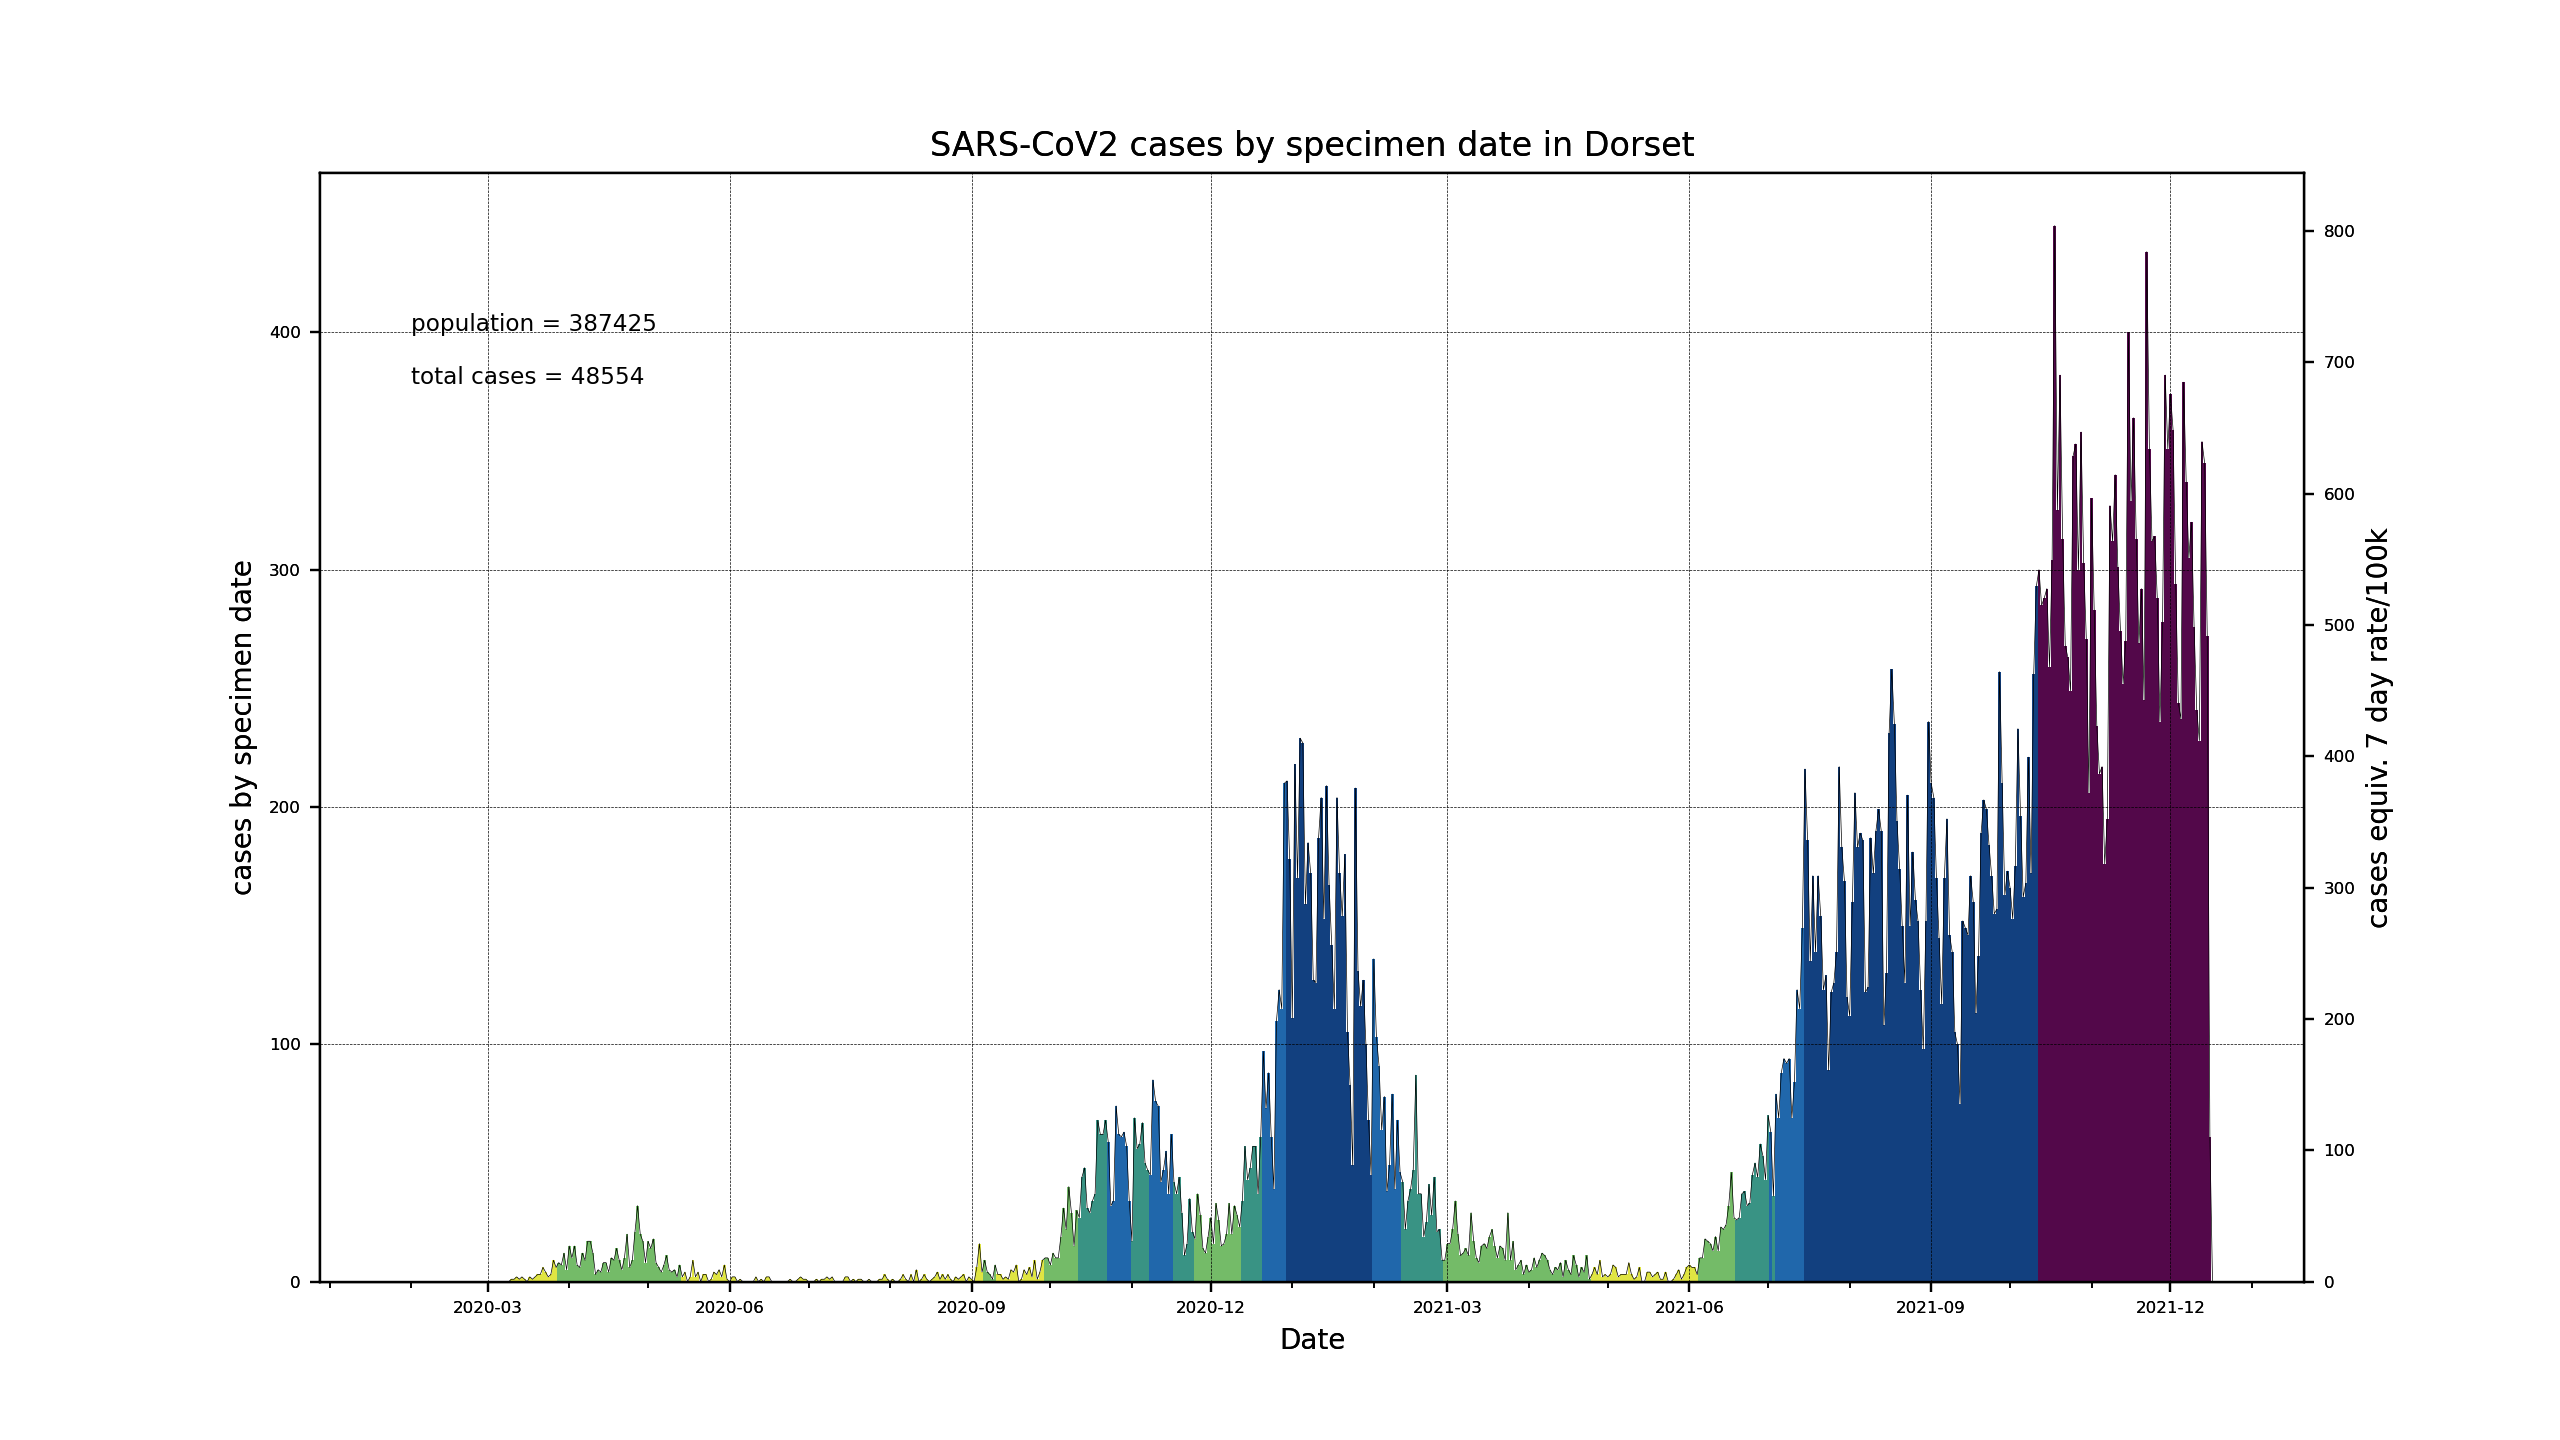 SARS-CoV2 cases by specimen date in Dorset
population = 387425
total cases = 48554
cases by specimen date
400
300
200
100
0
800
700
600
500
400
300
200
100
0
cases equiv. 7 day rate/100k
2020-03 2020-06 2020-09 2020-12 2021-03 2021-06 2021-09 2021-12
Date